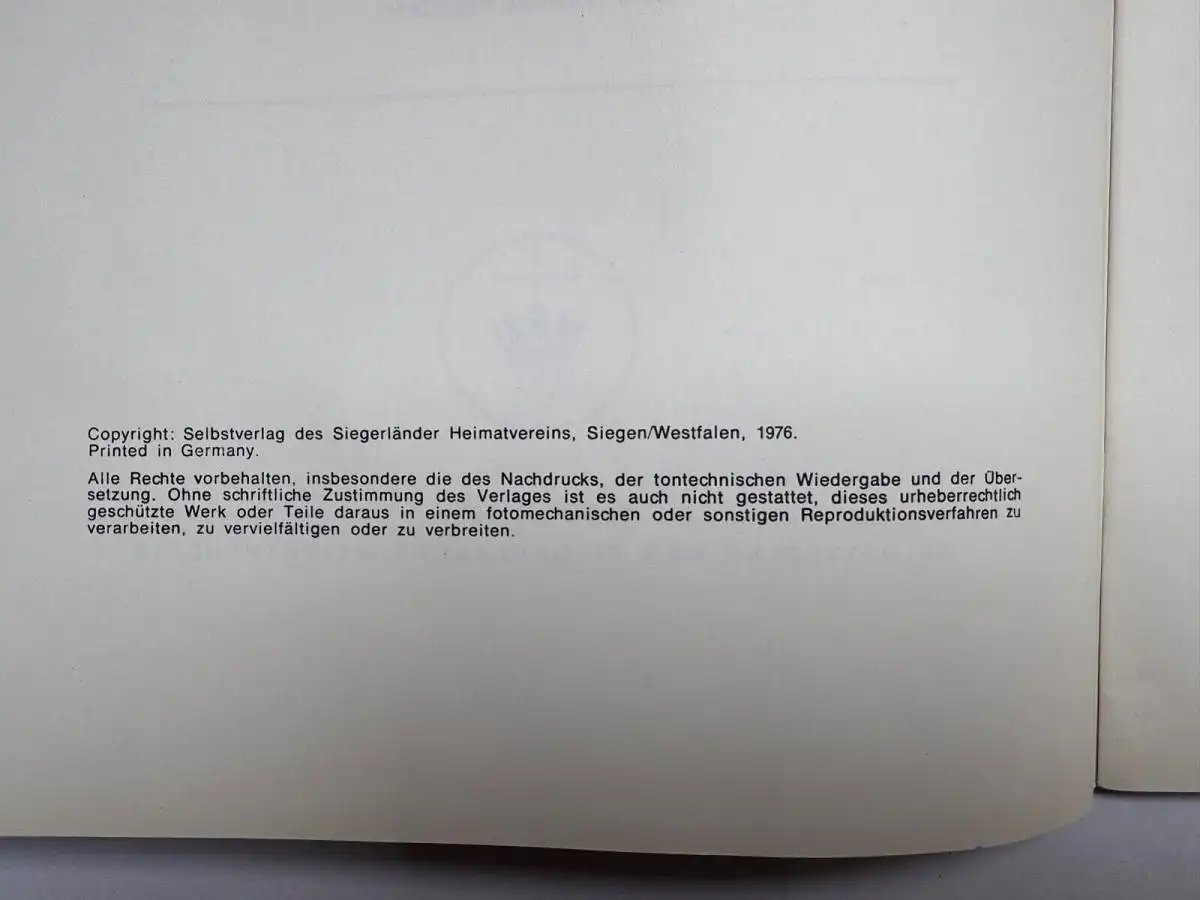 Copyright: Selbstverlag des Siegerländer Heimatvereins, Siegen/Westfalen, 1976.
Printed in Germany.
Alle Rechte vorbehalten, insbesondere die des Nachdrucks, der tontechnischen Wiedergabe und der Über-
setzung. Ohne schriftliche Zustimmung des Verlages ist es auch nicht gestattet, dieses urheberrechtlich
geschützte Werk oder Teile daraus in einem fotomechanischen oder sonstigen Reproduktionsverfahren zu
verarbeiten, zu vervielfältigen oder zu verbreiten.